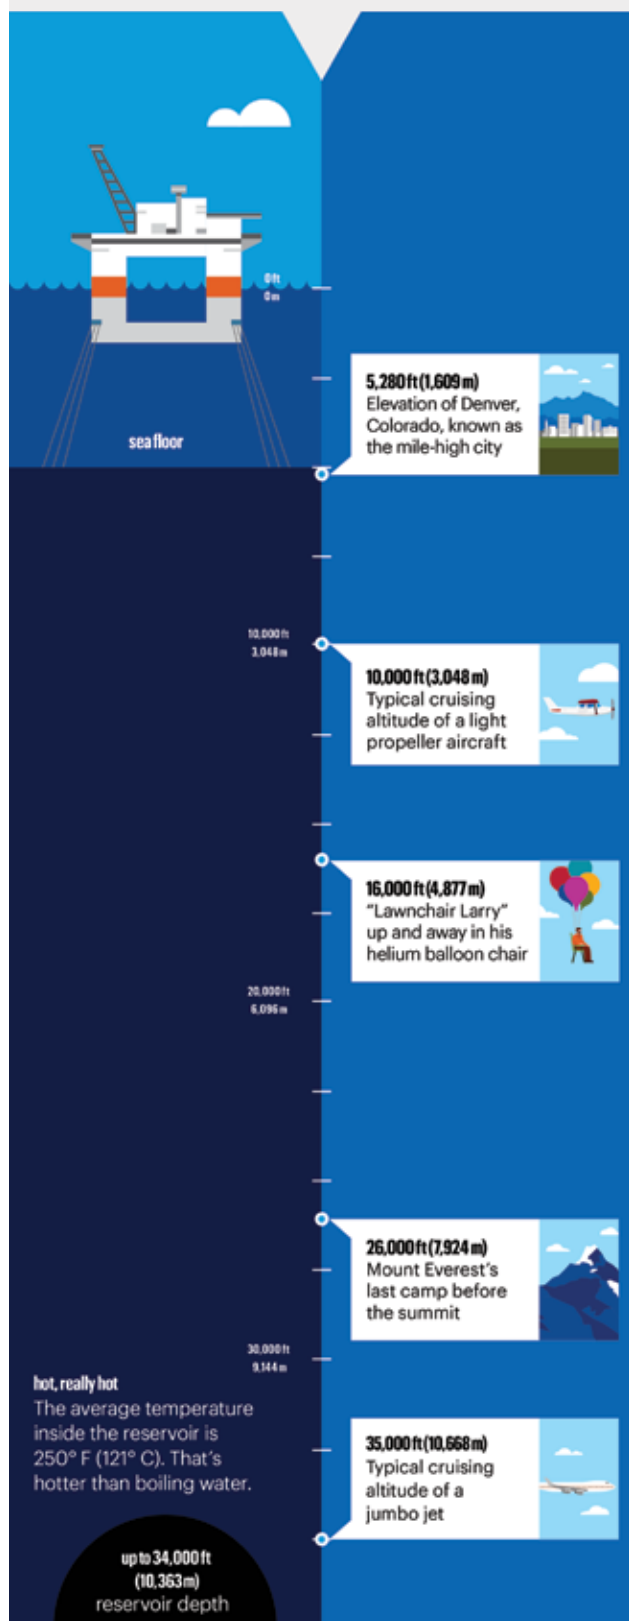 0 ft
0 m
5,280 ft (1,609 m)
Elevation of Denver,
Colorado, known as
the mile-high city
sea floor
10,000 ft
3,048 m
10,000 ft (3,048 m)
Typical cruising
altitude of a light
propeller aircraft
16,000 ft (4,877 m)
“Lawnchair Larry”
up and away in his
helium balloon chair
20,000 ft
6,096 m
26,000 ft (7,924 m)
Mount Everest’s
last camp before
the summit
30,000 ft
9,144 m
hot, really hot
The average temperature
inside the reservoir is
250° F (121° C). That’s
hotter than boiling water.
35,000 ft (10,668 m)
Typical cruising
altitude of a
jumbo jet
up to 34,000 ft
(10,363 m)
reservoir depth